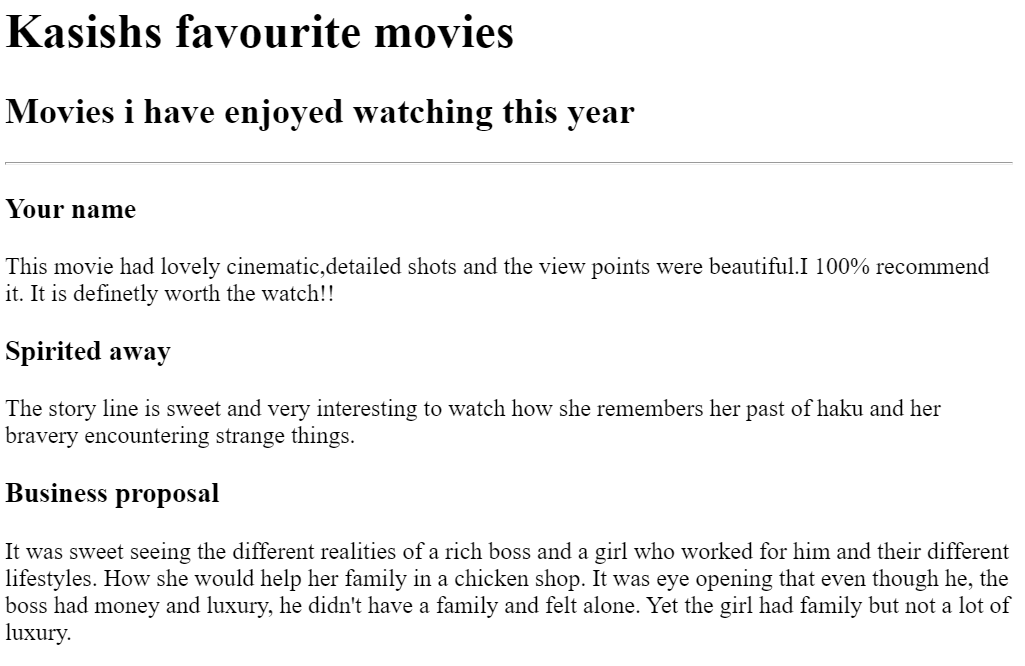 Kasishs favourite movies
Movies i have enjoyed watching this year
Your name
This movie had lovely cinematic,detailed shots and the view points were beautiful.I 100% recommend
it. It is definetly worth the watch!!
Spirited away
The story line is sweet and very interesting to watch how she remembers her past of haku and her
bravery encountering strange things.
Business proposal
It was sweet seeing the different realities of a rich boss and a girl who worked for him and their different
lifestyles. How she would help her family in a chicken shop. It was eye opening that even though he, the
boss had money and luxury, he didn't have a family and felt alone. Yet the girl had family but not a lot of
luxury.